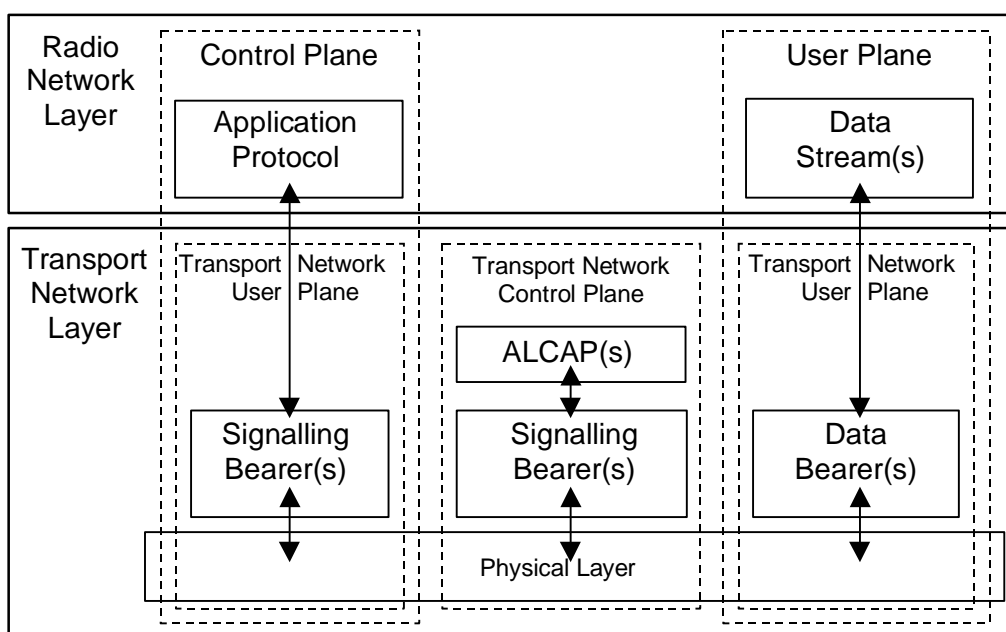 Radio
Network
Layer
Control Plane
User Plane
Application
Protocol
Data
Stream(s)
Transport
Network
Layer
Transport Network
User Plane
Transport Network
Control Plane
Transport Network
User Plane
ALCAP(s)
Signalling
Bearer(s)
Signalling
Bearer(s)
Data
Bearer(s)
Physical Layer